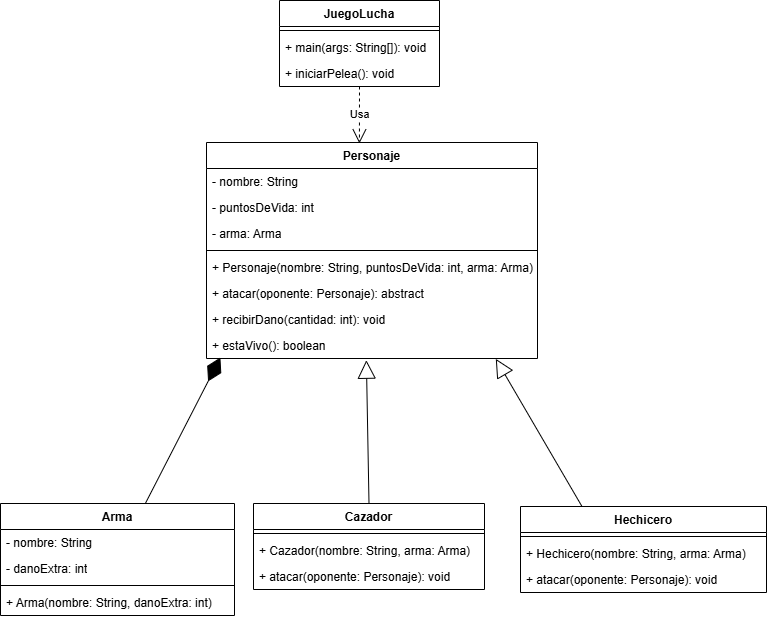 JuegoLucha
+ main(args: String[]): void
+ iniciarPelea(): void
Usa
Personaje
- nombre: String
- puntosDeVida: int
- arma: Arma
+ Personaje(nombre: String, puntosDeVida: int, arma: Arma)
+ atacar(oponente: Personaje): abstract
+ recibirDano(cantidad: int): void
+ estaVivo(): boolean
Arma
- nombre: String
- danoExtra: int
+ Arma(nombre: String, danoExtra: int)
Cazador
+ Cazador(nombre: String, arma: Arma)
+ atacar(oponente: Personaje): void
Hechicero
+ Hechicero(nombre: String, arma: Arma)
+ atacar(oponente: Personaje): void